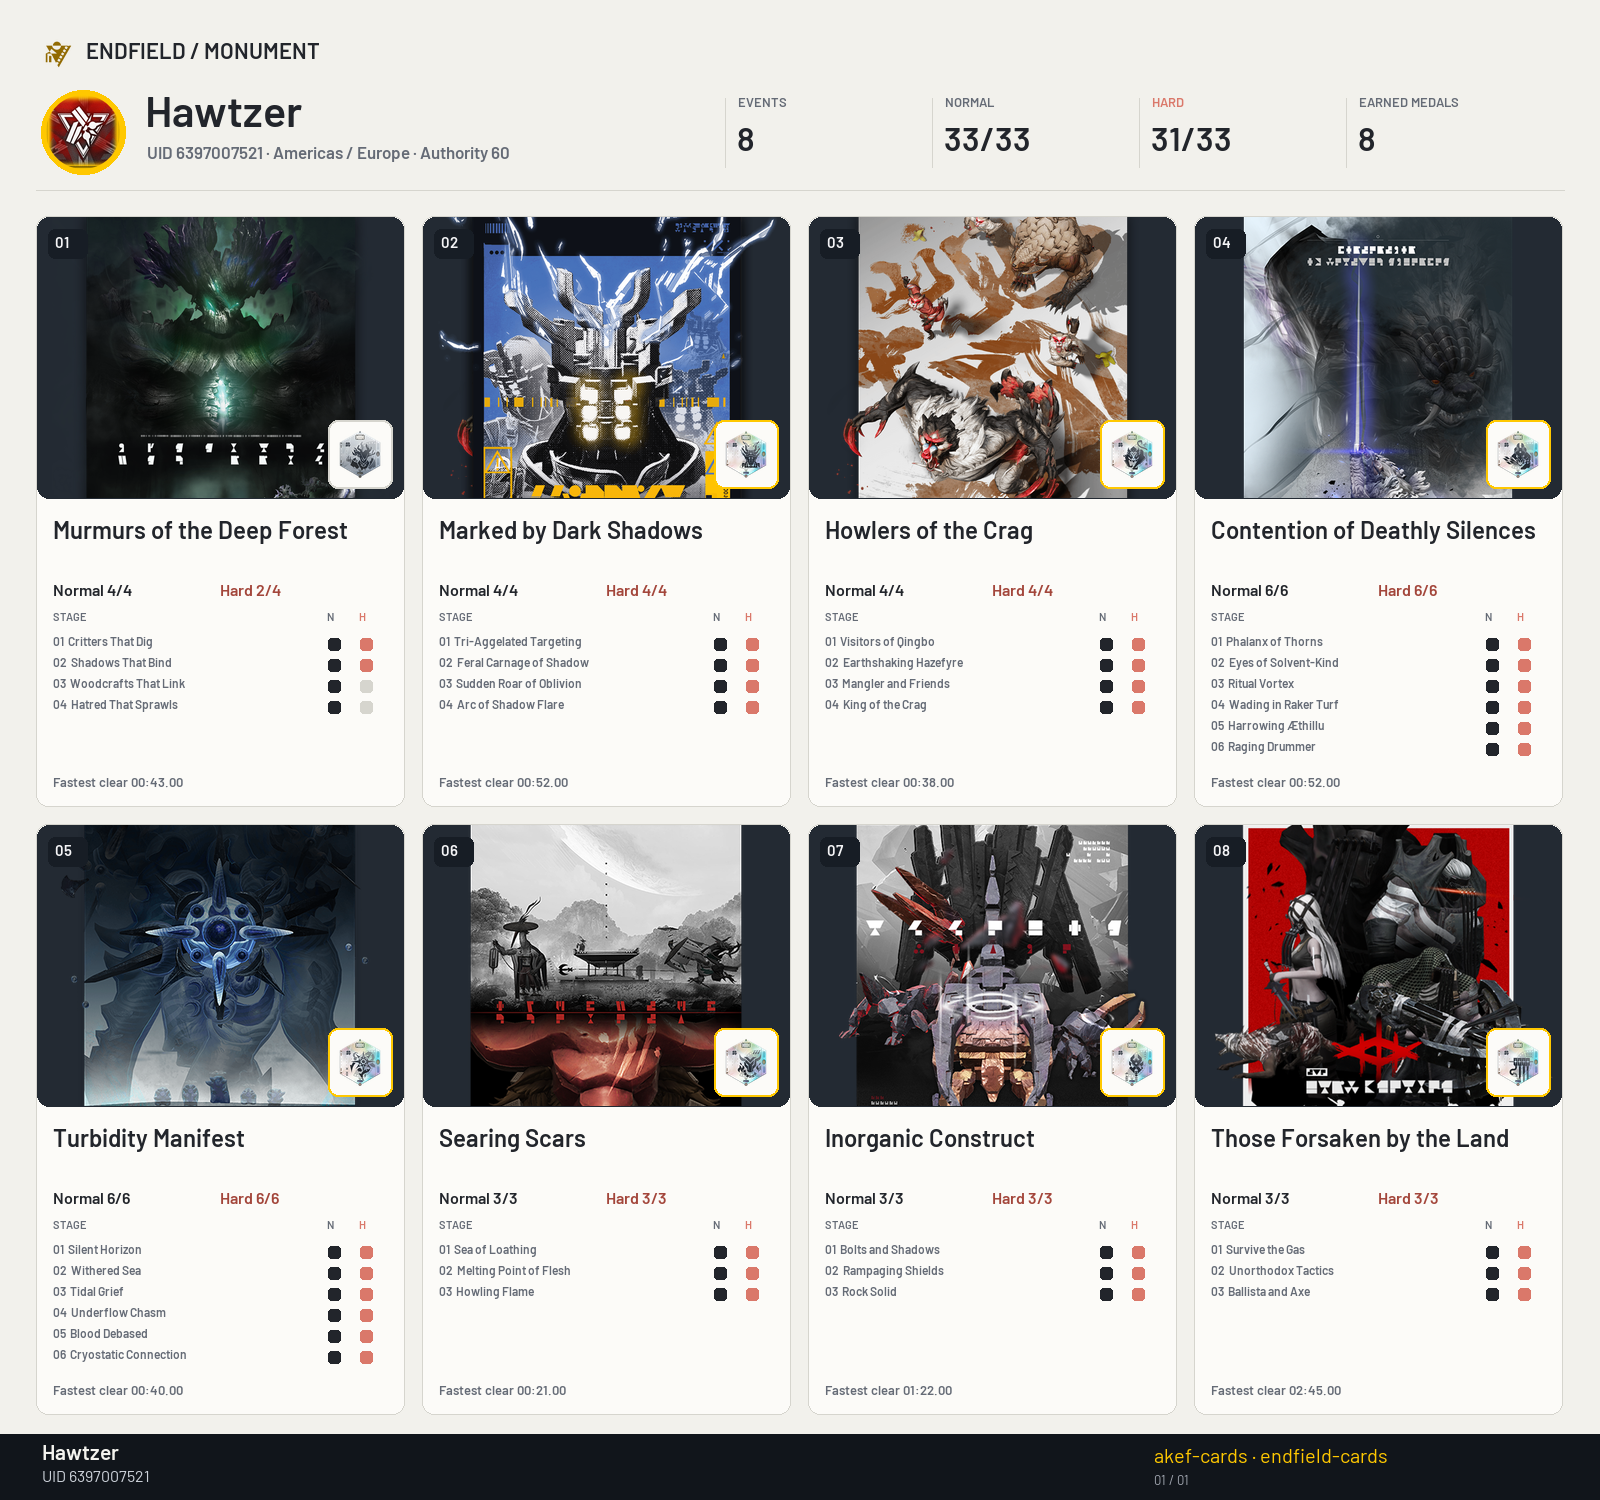 ENDFIELD / MONUMENT
Hawtzer
UID 6397007521 · Americas / Europe · Authority 60
EVENTS
8
NORMAL
33/33
HARD
31/33
EARNED MEDALS
8
01
Murmurs of the Deep Forest
Normal 4/4 Hard 2/4
STAGE N H
01 Critters That Dig
02 Shadows That Bind
03 Woodcrafts That Link
04 Hatred That Sprawls
Fastest clear 00:43.00
02
Marked by Dark Shadows
Normal 4/4 Hard 4/4
STAGE N H
01 Tri-Aggelated Targeting
02 Feral Carnage of Shadow
03 Sudden Roar of Oblivion
04 Arc of Shadow Flare
Fastest clear 00:52.00
03
Howlers of the Crag
Normal 4/4 Hard 4/4
STAGE N H
01 Visitors of Qingbo
02 Earthshaking Hazefyre
03 Mangler and Friends
04 King of the Crag
Fastest clear 00:38.00
04
Contention of Deathly Silences
Normal 6/6 Hard 6/6
STAGE N H
01 Phalanx of Thorns
02 Eyes of Solvent-Kind
03 Ritual Vortex
04 Wading in Raker Turf
05 Harrowing Æthillu
06 Raging Drummer
Fastest clear 00:52.00
05
Turbidity Manifest
Normal 6/6 Hard 6/6
STAGE N H
01 Silent Horizon
02 Withered Sea
03 Tidal Grief
04 Underflow Chasm
05 Blood Debased
06 Cryostatic Connection
Fastest clear 00:40.00
06
Searing Scars
Normal 3/3 Hard 3/3
STAGE N H
01 Sea of Loathing
02 Melting Point of Flesh
03 Howling Flame
Fastest clear 00:21.00
07
Inorganic Construct
Normal 3/3 Hard 3/3
STAGE N H
01 Bolts and Shadows
02 Rampaging Shields
03 Rock Solid
Fastest clear 01:22.00
08
Those Forsaken by the Land
Normal 3/3 Hard 3/3
STAGE N H
01 Survive the Gas
02 Unorthodox Tactics
03 Ballista and Axe
Fastest clear 02:45.00
Hawtzer
UID 6397007521
akef-cards · endfield-cards
01 / 01